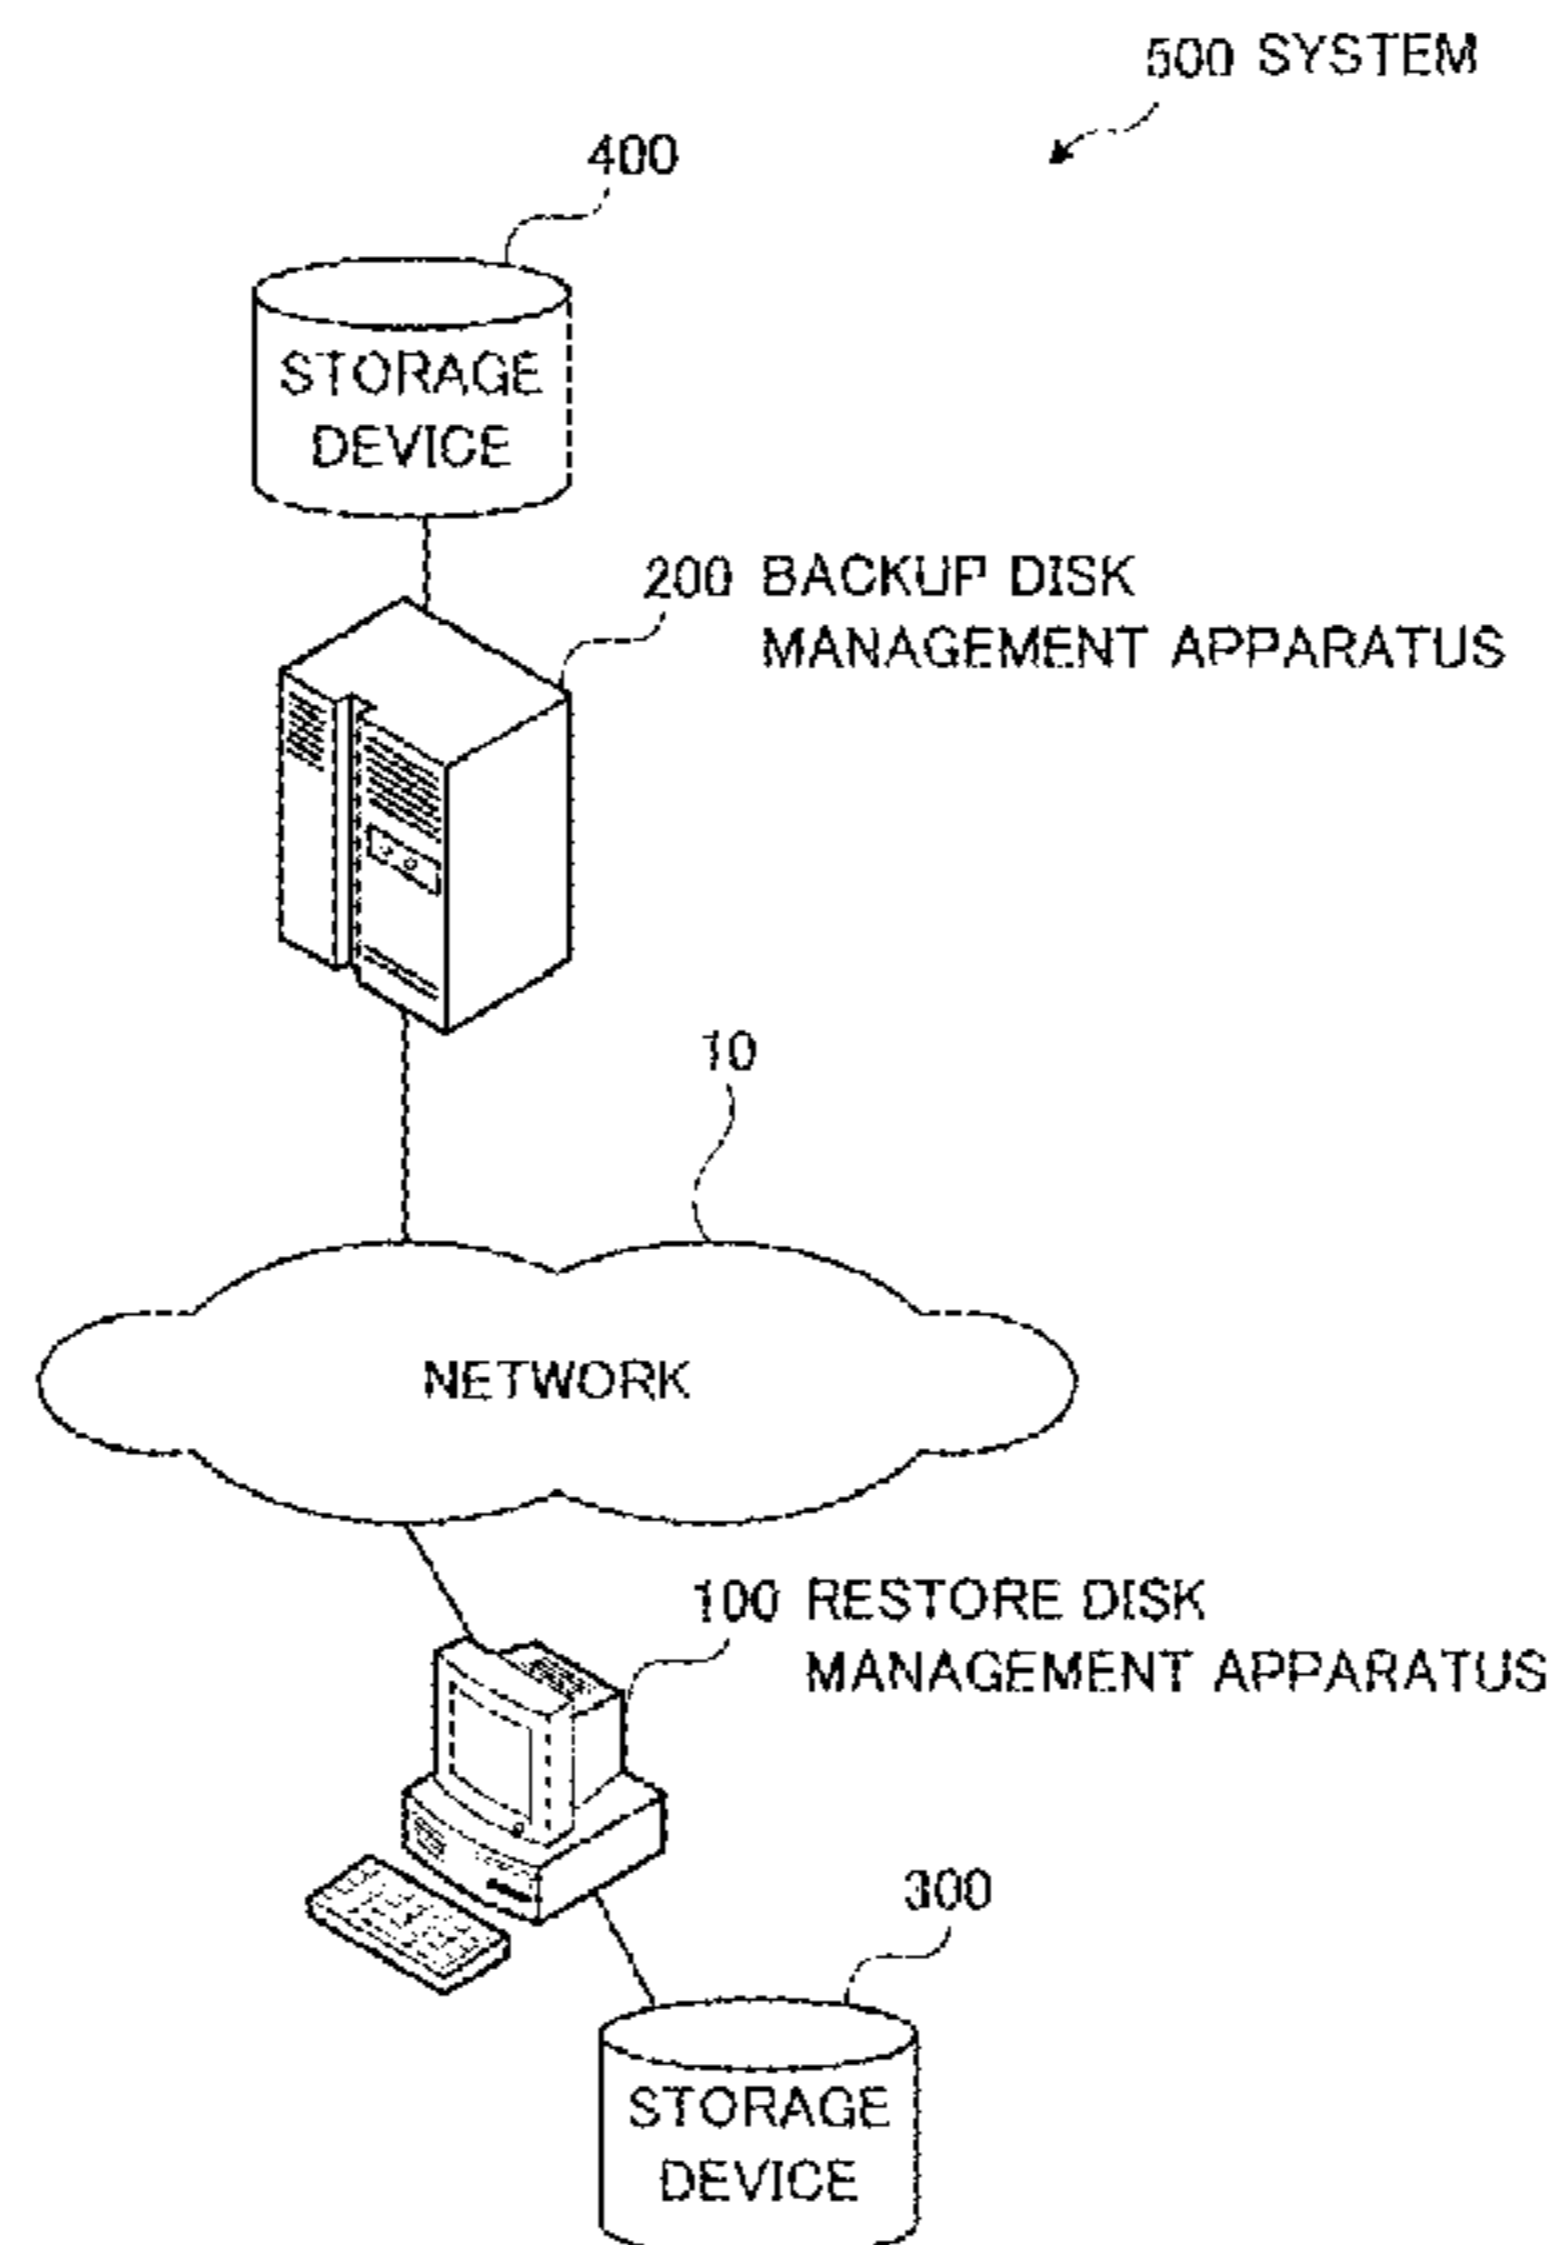 500 SYSTEM
400
STORAGE
DEVICE
200 BACKUP DISK
MANAGEMENT APPARATUS
10
NETWORK
100 RESTORE DISK
MANAGEMENT APPARATUS
300
STORAGE
DEVICE